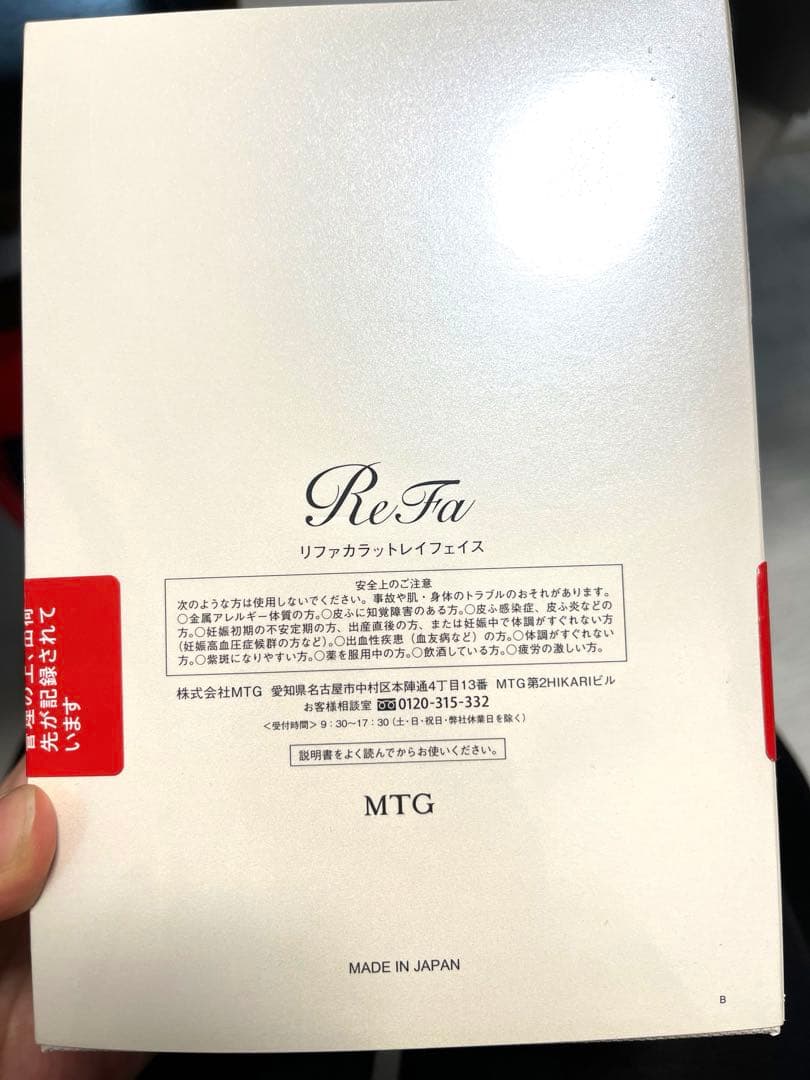 ReFa
リファカラットレイフェイス
安全上のご注意
次のような方は使用しないでください。事故や肌・身体のトラブルのおそれがあります。
○金属アレルギー体質の方。○皮ふに知覚障害のある方。○皮ふ感染症、皮ふ炎などの
方。○妊娠初期の不安定期の方、出産直後の方、または妊娠中で体調がすぐれない方
(妊娠高血圧症候群の方など)。○出血性疾患(血友病など)の方。○体調がすぐれない
方。○紫斑になりやすい方。○薬を服用中の方。○飲酒している方。○疲労の激しい方。
先が記録されて
います
株式会社MTG 愛知県名古屋市中村区本陣通4丁目13番 MTG第2HIKARIビル
お客様相談室 0120-315-332
<受付時間> 9:30~17:30(土・日・祝日・弊社休業日を除く)
説明書をよく読んでからお使いください。
MTG
MADE IN JAPAN
B